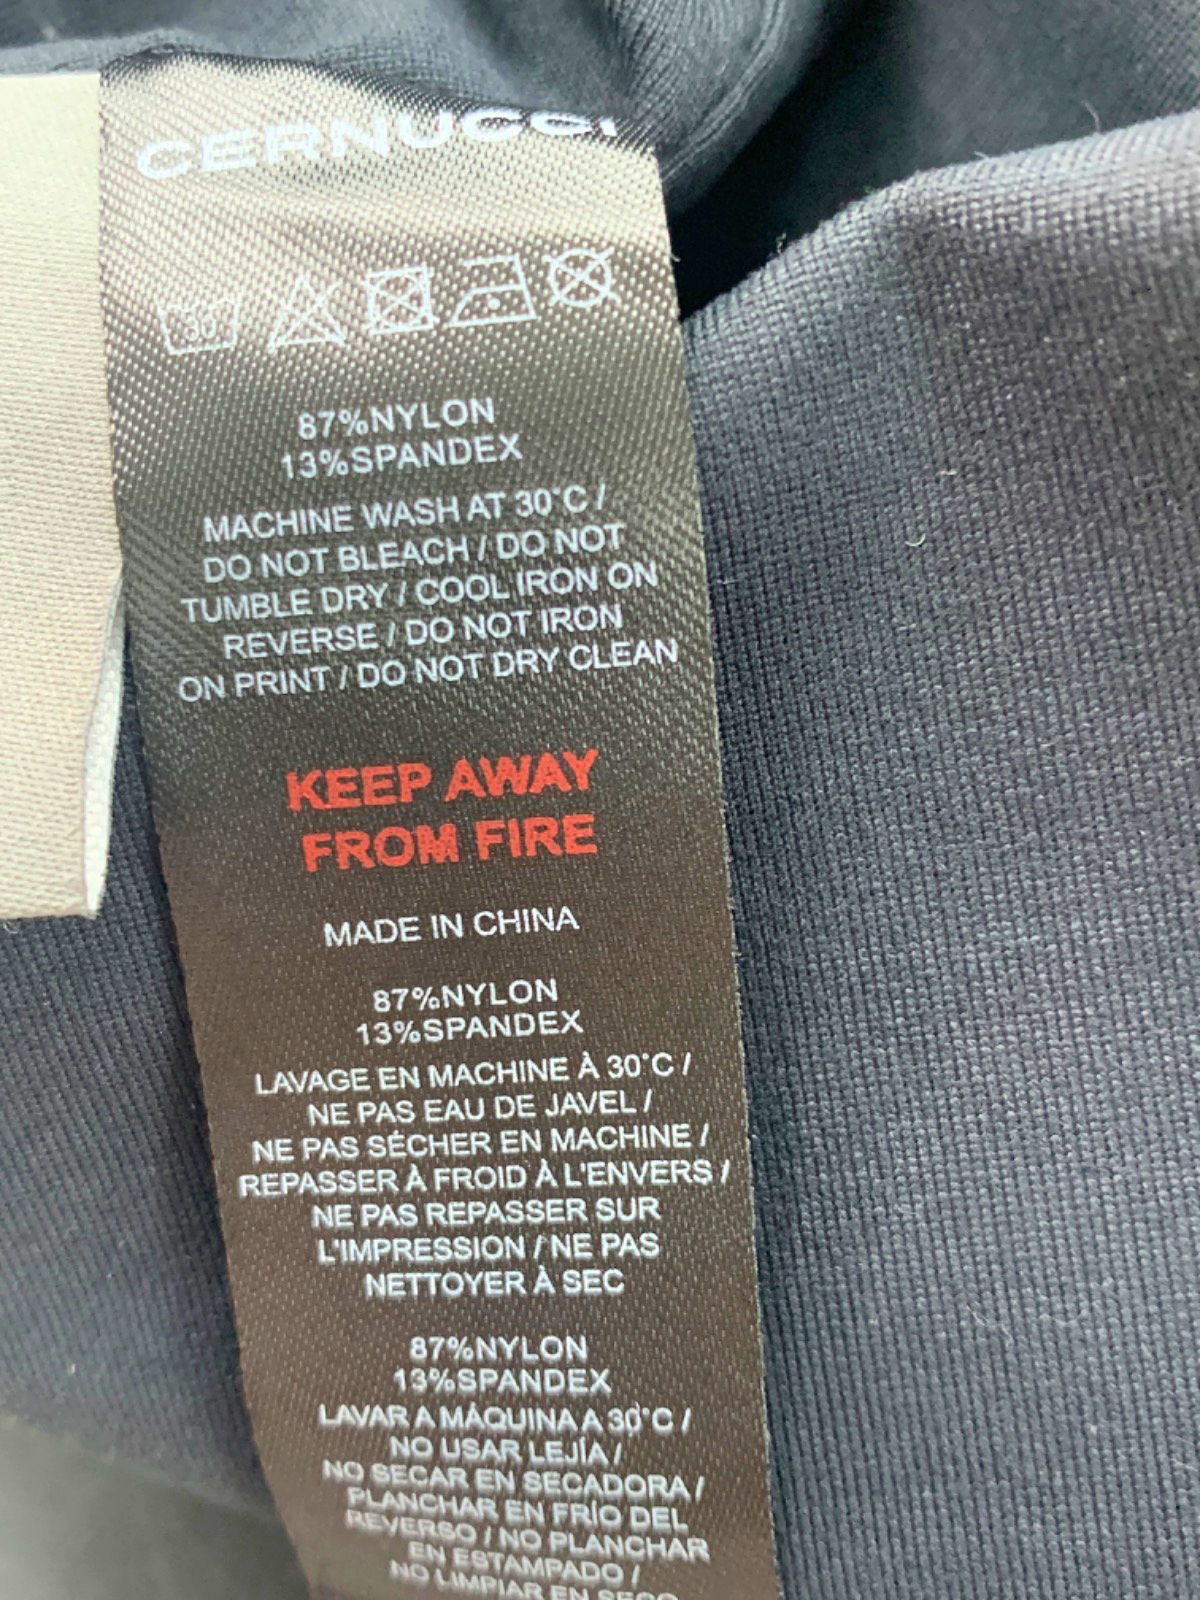 CERNUCCI
30
87%NYLON
13%SPANDEX
MACHINE WASH AT 30°C /
DO NOT BLEACH / DO NOT
TUMBLE DRY / COOL IRON ON
REVERSE / DO NOT IRON
ON PRINT / DO NOT DRY CLEAN
KEEP AWAY
FROM FIRE
MADE IN CHINA
87%NYLON
13%SPANDEX
LAVAGE EN MACHINE À 30°C /
NE PAS EAU DE JAVEL /
NE PAS SÉCHER EN MACHINE /
REPASSER À FROID À L'ENVERS /
NE PAS REPASSER SUR
L'IMPRESSION / NE PAS
NETTOYER À SEC
87%NYLON
13%SPANDEX
LAVAR A MÁQUINA A 30°C /
NO USAR LEJÍA /
NO SECAR EN SECADORA /
PLANCHAR EN FRÍO DEL
REVERSO / NO PLANCHAR
EN ESTAMPADO /
NO LIMPIAR EN SECO